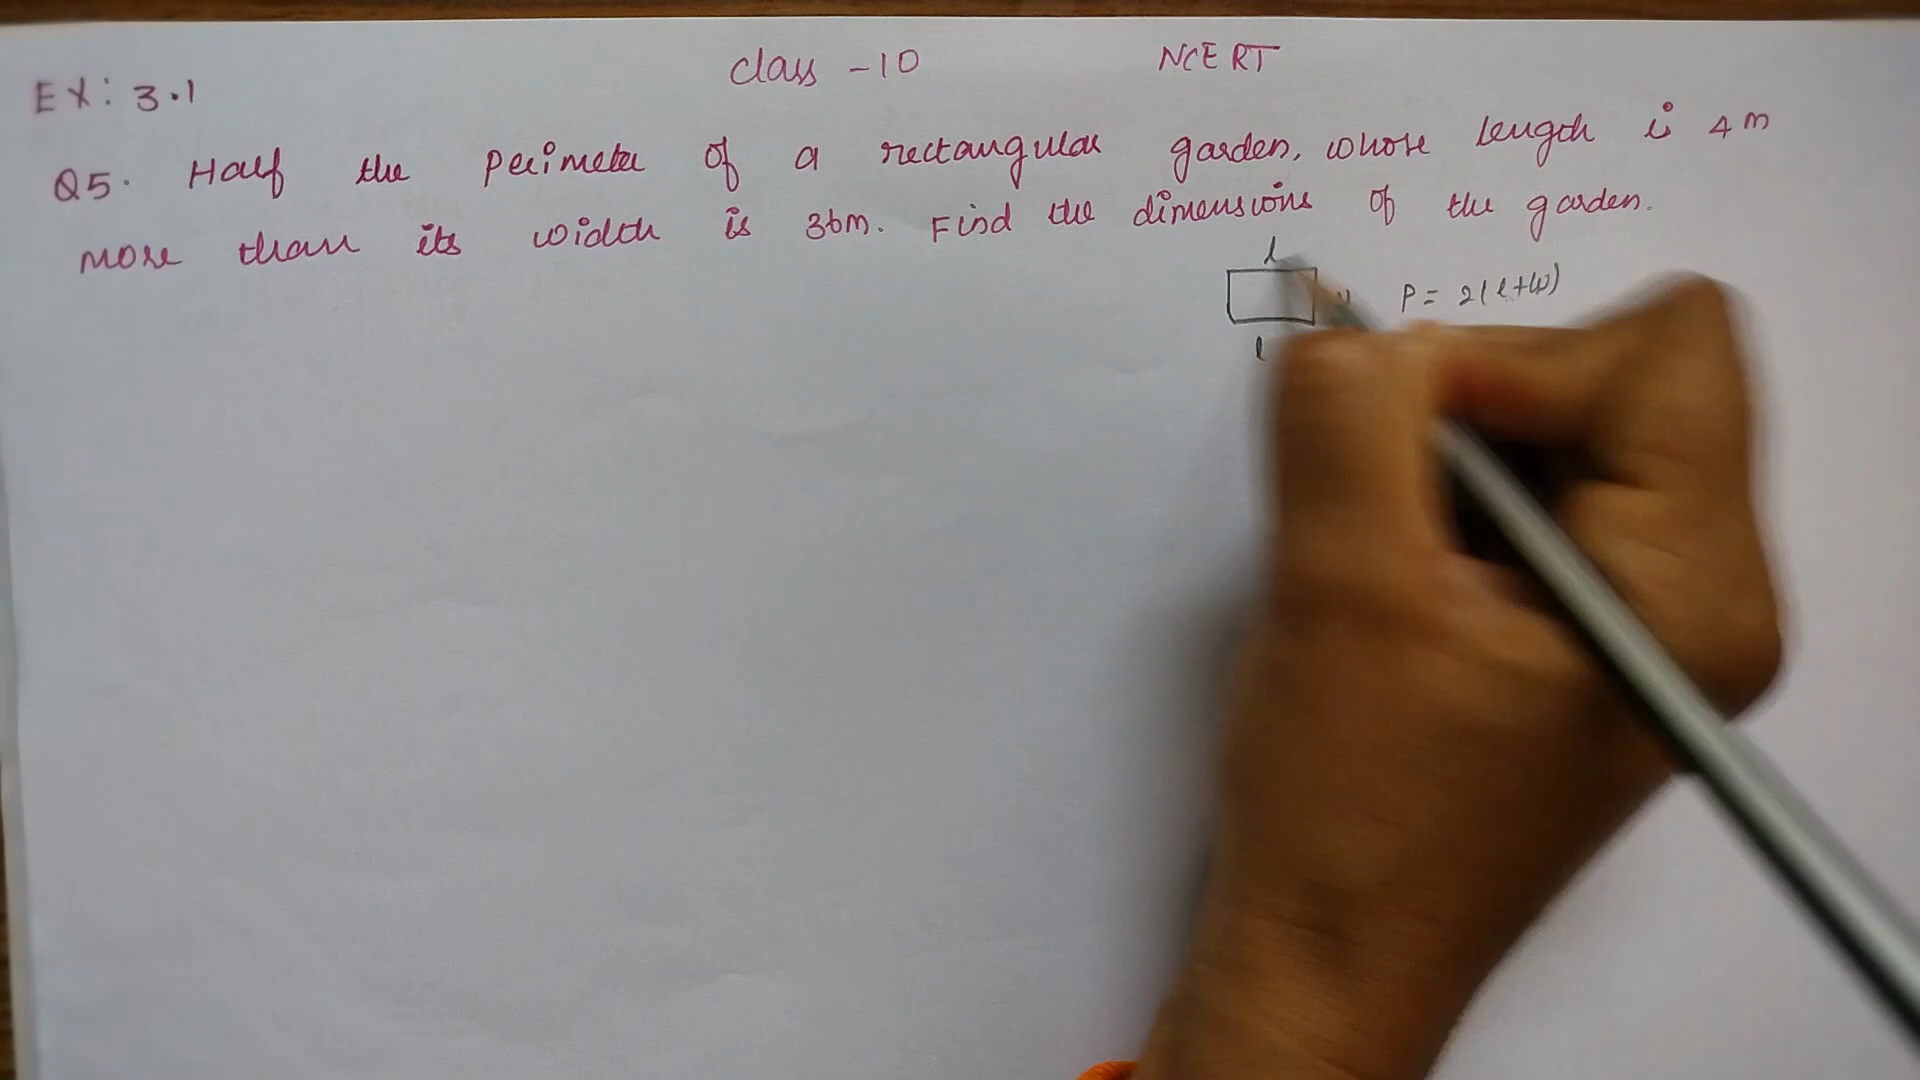 Class - 10 NCERT
EX: 3.1
Q5. Half the perimeter of a rectangular garden, whose length is 4m
more than its width is 36m. Find the dimensions of the garden.
l
P = 2(l+w)
l